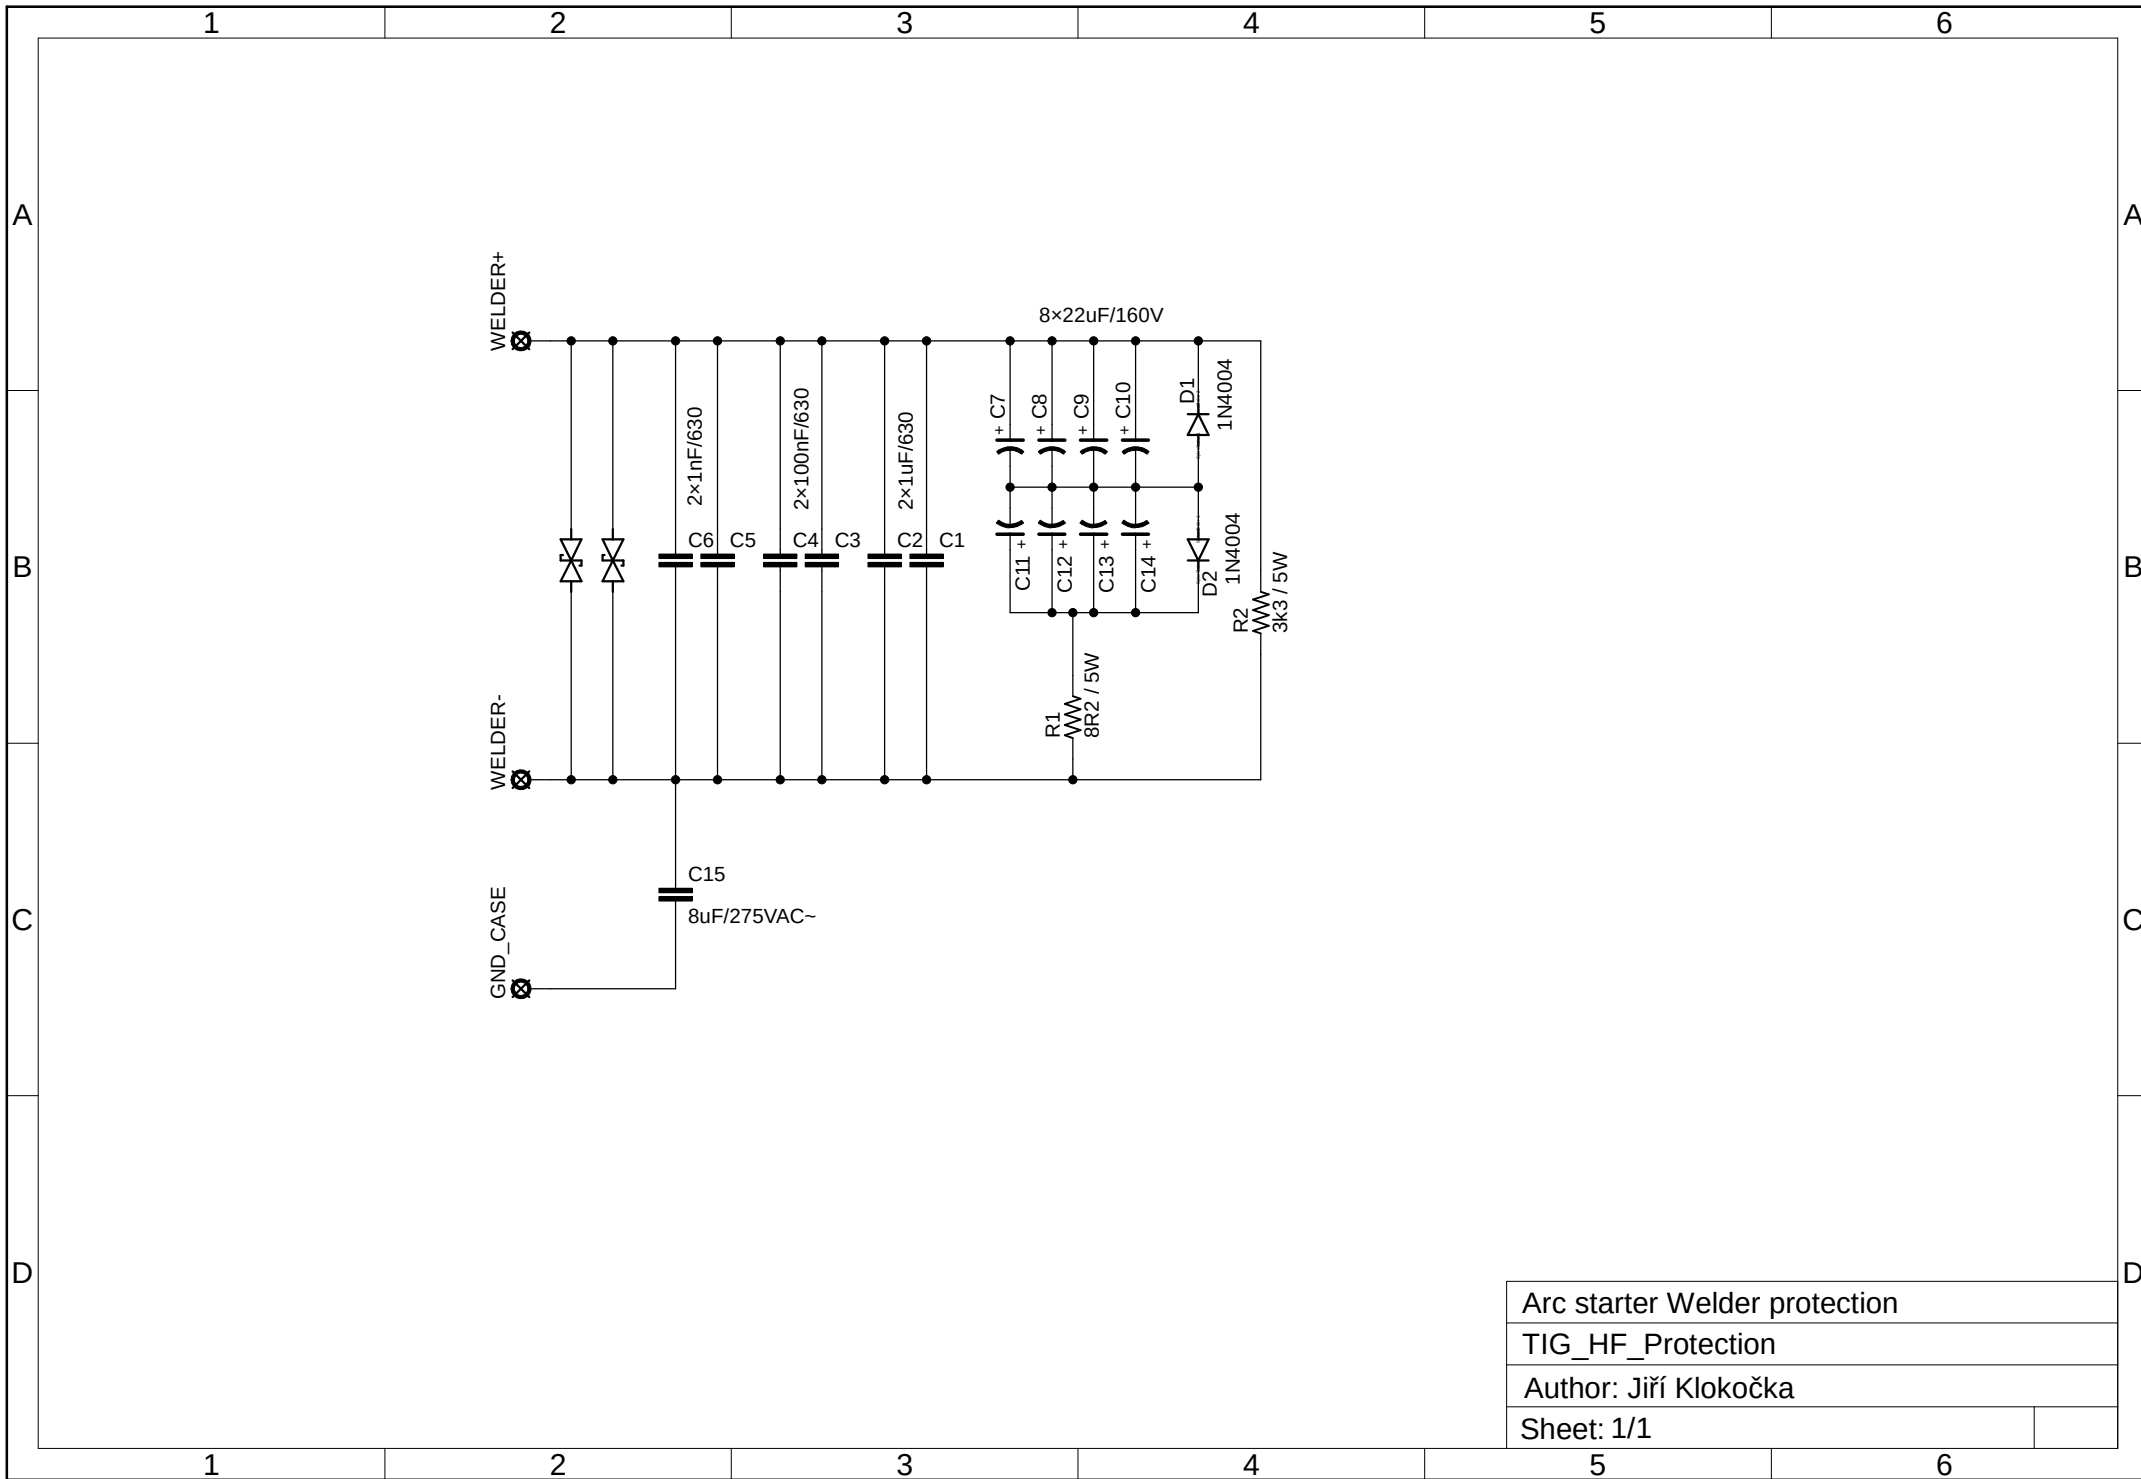 1 2 3 4 5 6
A A
WELDER+
8×22uF/160V
2×1nF/630
2×100nF/630
2×1uF/630
+ C7
+ C8
+ C9
+ C10
D1
1N4004
B B
C6
C5
C4
C3
C2
C1
C11 +
C12 +
C13 +
C14 +
D2
1N4004
R2
3k3 / 5W
R1
8R2 / 5W
WELDER-
C C
C15
8uF/275VAC~
GND_CASE
D D
Arc starter Welder protection
TIG_HF_Protection
Author: Jiří Klokočka
Sheet: 1/1
1 2 3 4 5 6